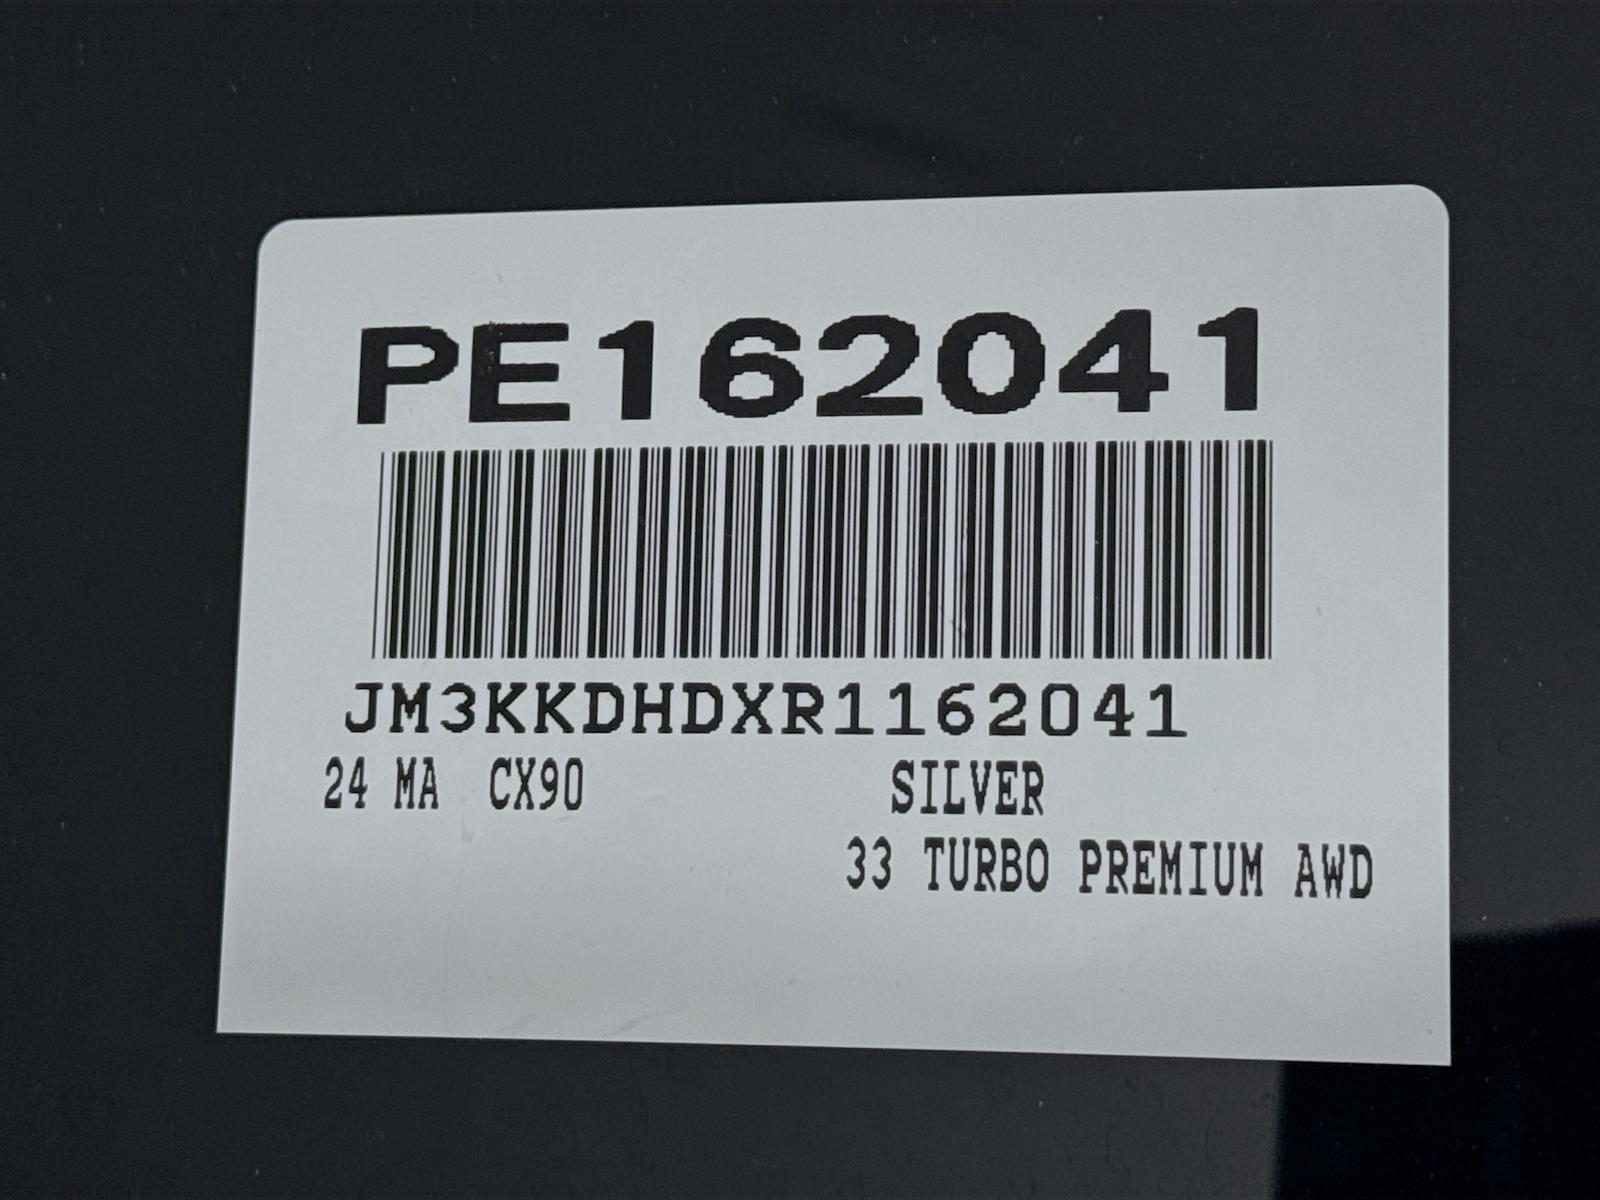 PE162041
JM3KKDHDXR1162041
24 MA CX90 SILVER
33 TURBO PREMIUM AWD